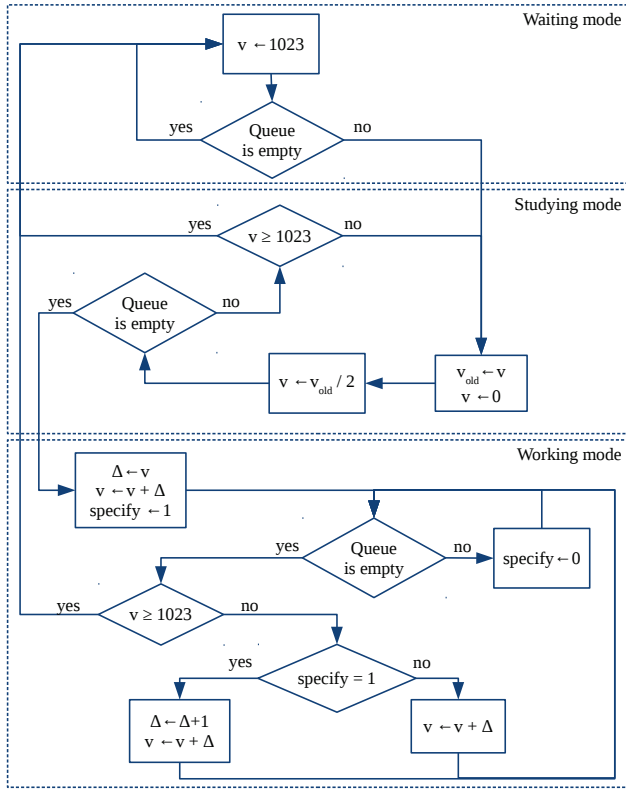 Waiting mode
v ←1023
Queue
is empty
yes
no
Studying mode
yes
v ≥ 1023
no
Queue
is empty
yes
no
v ←v_old / 2
v_old ←v
v ←0
Working mode
Δ←v
v ←v + Δ
specify ←1
yes
Queue
is empty
no
specify←0
yes
v ≥ 1023
no
yes
specify = 1
no
Δ←Δ+1
v ←v + Δ
v ←v + Δ